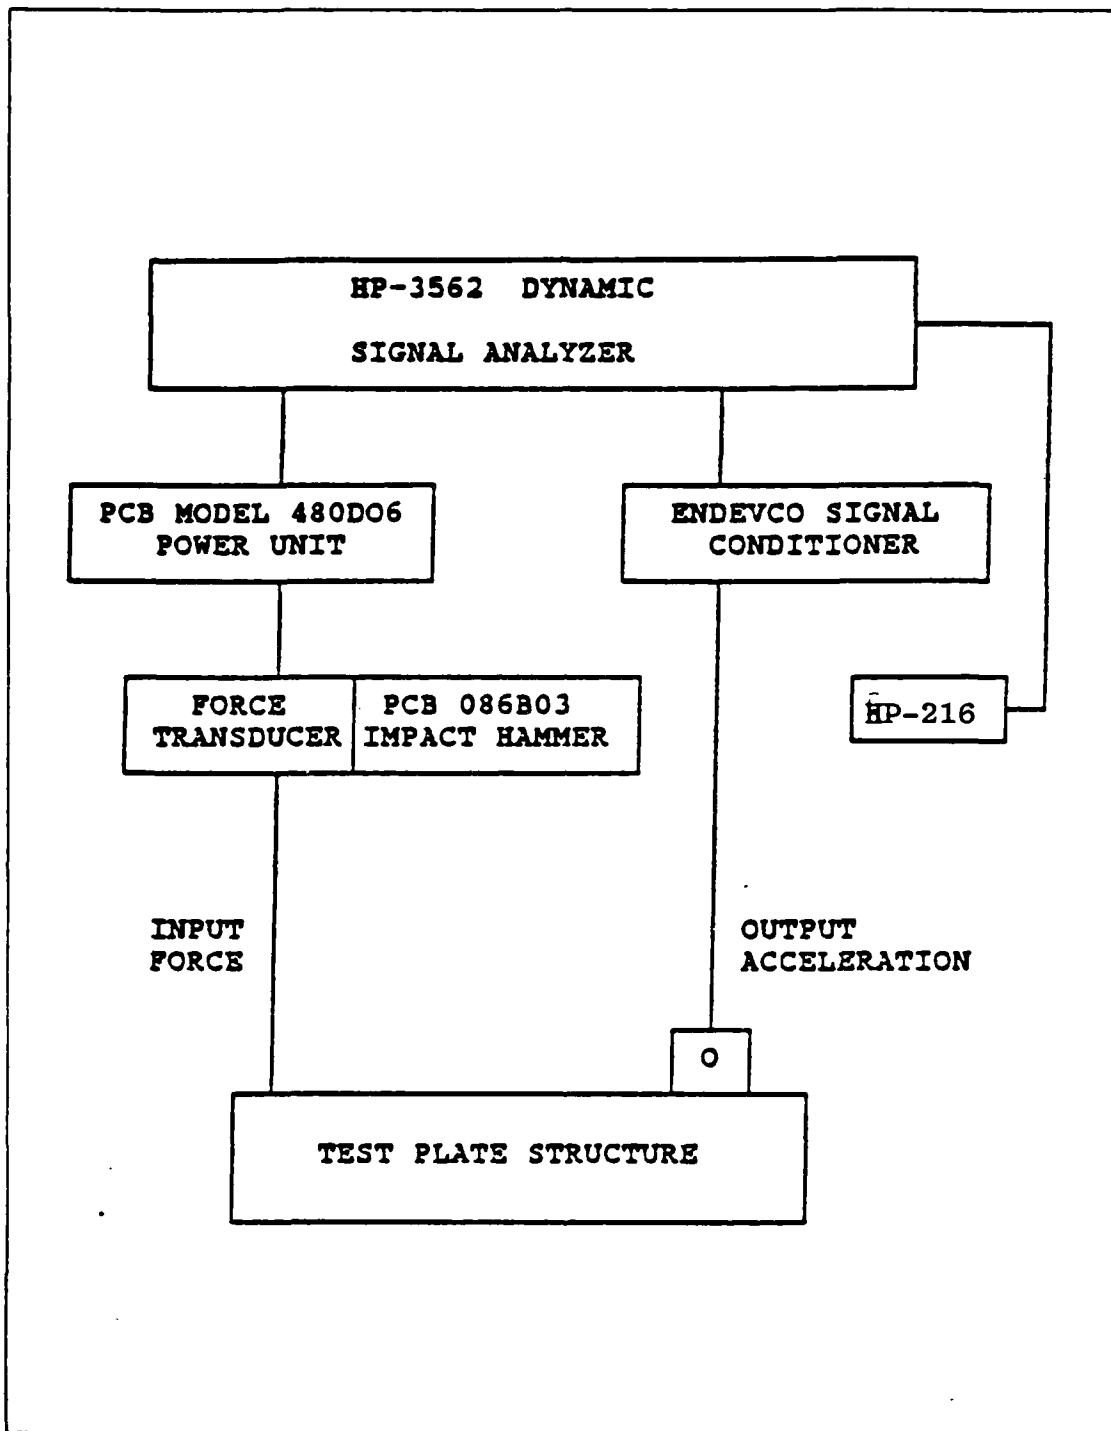 HP-3562 DYNAMIC
SIGNAL ANALYZER
PCB MODEL 480DO6
POWER UNIT
ENDEVCO SIGNAL
CONDITIONER
FORCE
TRANSDUCER
PCB 086B03
IMPACT HAMMER
HP-216
INPUT
FORCE
OUTPUT
ACCELERATION
O
TEST PLATE STRUCTURE